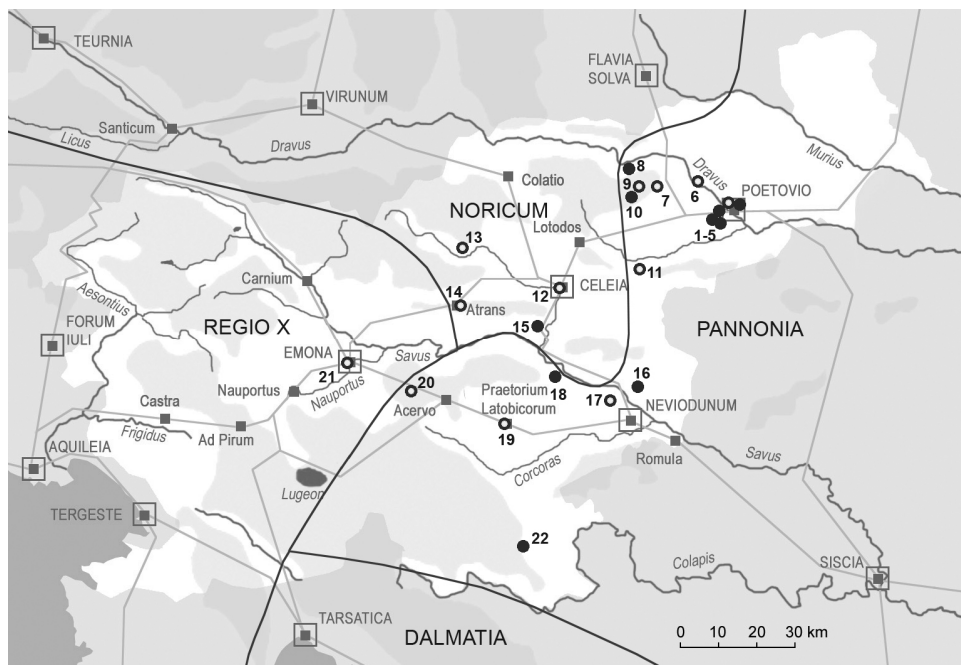 TEURNIA
FLAVIA
SOLVA
VIRUNUM
Santicum
Licus
Dravus
Murius
Colatio
8
Dravus
9
7
6
POETOVIO
10
NORICUM
Lotodos
1-5
13
11
Carnium
Aesontius
12
CELEIA
14
Atrans
FORUM
IULI
REGIO X
15
PANNONIA
EMONA
Savus
21
Nauportus
Nauportus
20
Praetorium
Latobicorum
16
18
17
Castra
Acervo
NEVIODUNUM
Frigidus
Ad Pirum
19
AQUILEIA
Corcoras
Romula
Savus
Lugeon
TERGESTE
22
Colapis
SISCIA
TARSATICA
DALMATIA
0 10 20 30 km